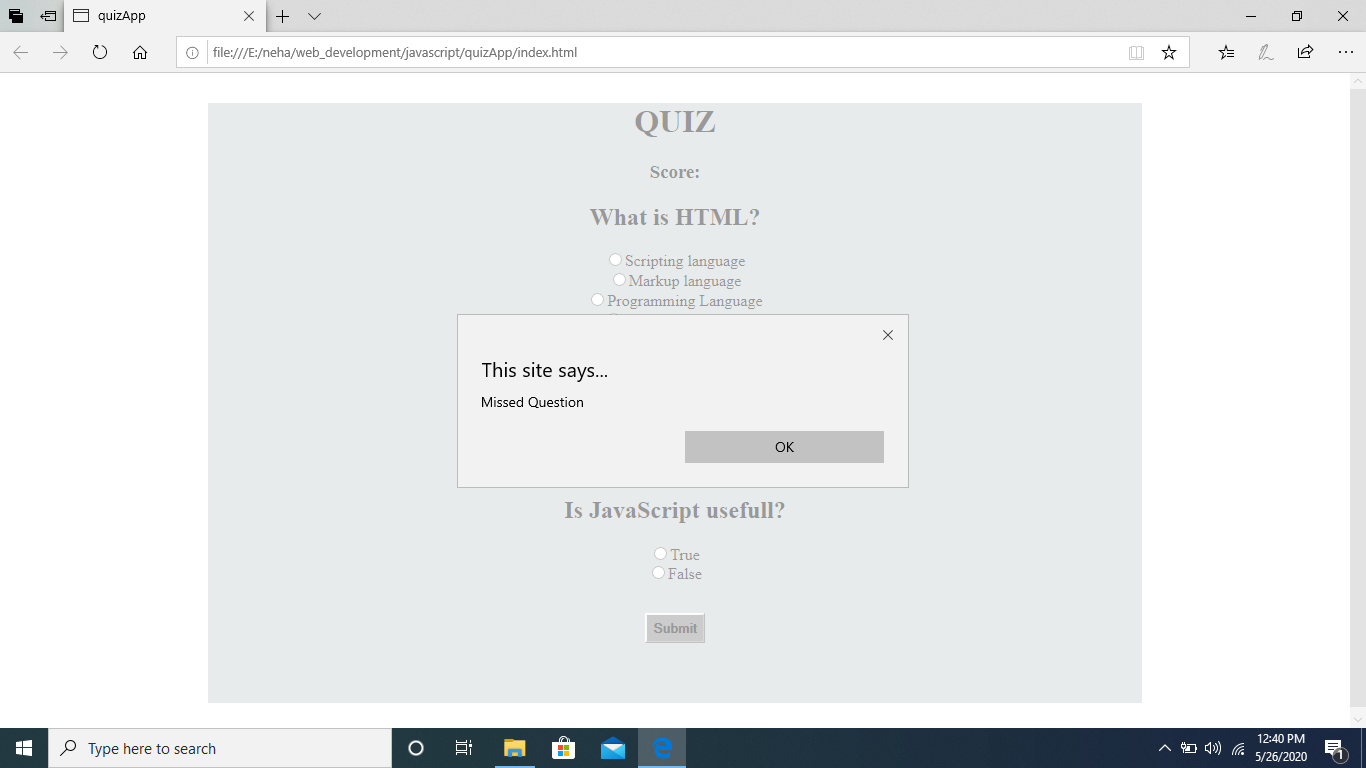 quizApp
file:///E:/neha/web_development/javascript/quizApp/index.html
QUIZ
Score:
What is HTML?
Scripting language
Markup language
Programming Language
This site says...
Missed Question
OK
Is JavaScript usefull?
True
False
Submit
Type here to search
12:40 PM
5/26/2020
1